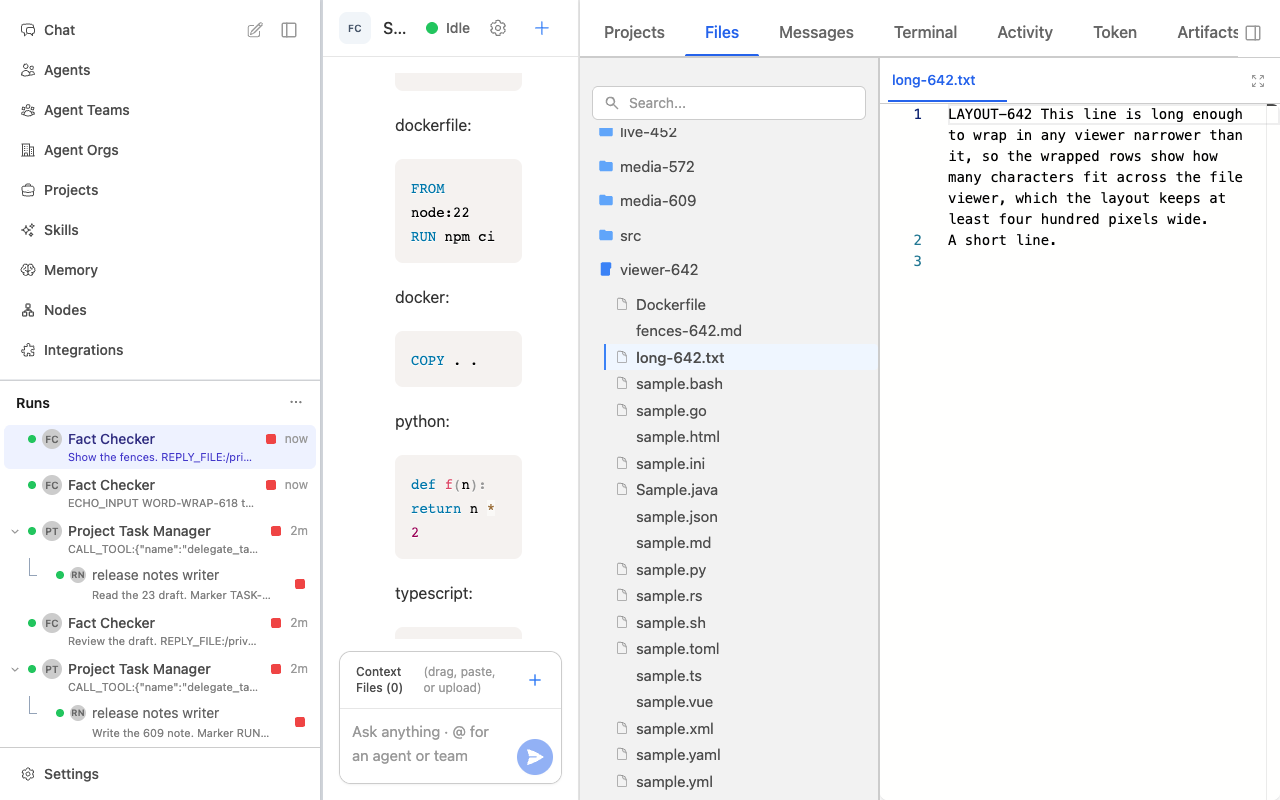 Chat
Agents
Agent Teams
Agent Orgs
Projects
Skills
Memory
Nodes
Integrations
Runs
FC Fact Checker now
Show the fences. REPLY_FILE:/pri...
FC Fact Checker now
ECHO_INPUT WORD-WRAP-618 t...
PT Project Task Manager 2m
CALL_TOOL:{"name":"delegate_ta...
RN release notes writer
Read the 23 draft. Marker TASK-...
FC Fact Checker 2m
Review the draft. REPLY_FILE:/priv...
PT Project Task Manager 2m
CALL_TOOL:{"name":"delegate_ta...
RN release notes writer
Write the 609 note. Marker RUN...
Settings
FC S... Idle
dockerfile:
FROM
node:22
RUN npm ci
docker:
COPY . .
python:
def f(n):
return n *
2
typescript:
Context
Files (0)
(drag, paste,
or upload)
Ask anything · @ for
an agent or team
Projects Files Messages Terminal Activity Token Artifacts
Search...
live-452
media-572
media-609
src
viewer-642
Dockerfile
fences-642.md
long-642.txt
sample.bash
sample.go
sample.html
sample.ini
Sample.java
sample.json
sample.md
sample.py
sample.rs
sample.sh
sample.toml
sample.ts
sample.vue
sample.xml
sample.yaml
sample.yml
long-642.txt
1 LAYOUT-642 This line is long enough
to wrap in any viewer narrower than
it, so the wrapped rows show how
many characters fit across the file
viewer, which the layout keeps at
least four hundred pixels wide.
2 A short line.
3